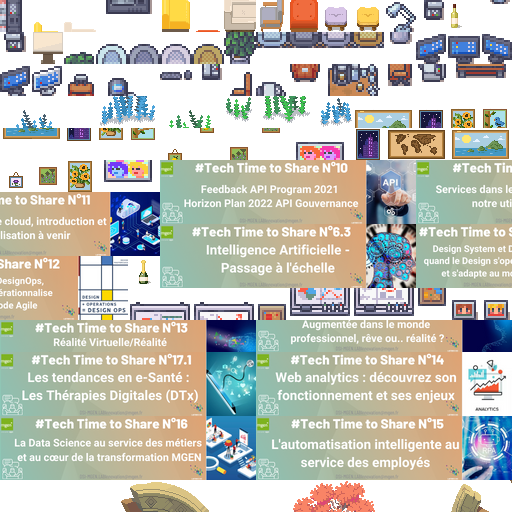 #Tech Time to Share N°10
Feedback API Program 2021
Horizon Plan 2022 API Gouvernance
API
#Tech Tim
Services dans le
notre uti
me to Share N°11
e cloud, introduction et
lisation à venir
#Tech Time to Share N°6.3
Intelligence Artificielle -
Passage à l'échelle
#Tech Time to S
Design System et D
quand le Design s'op
et s'adapte au mo
Share N°12
DesignOps,
érationnalise
ode Agile
DESIGN
+ OPERATIONS
= DESIGN OPS
#Tech Time to Share N°13
Réalité Virtuelle/Réalité
Augmentée dans le monde
professionnel, rêve ou.. réalité ?
#Tech Time to Share N°17.1
Les tendances en e-Santé :
Les Thérapies Digitales (DTx)
#Tech Time to Share N°14
Web analytics : découvrez son
fonctionnement et ses enjeux
ANALYTICS
#Tech Time to Share N°16
La Data Science au service des métiers
et au cœur de la transformation MGEN
#Tech Time to Share N°15
L'automatisation intelligente au
service des employés
RPA